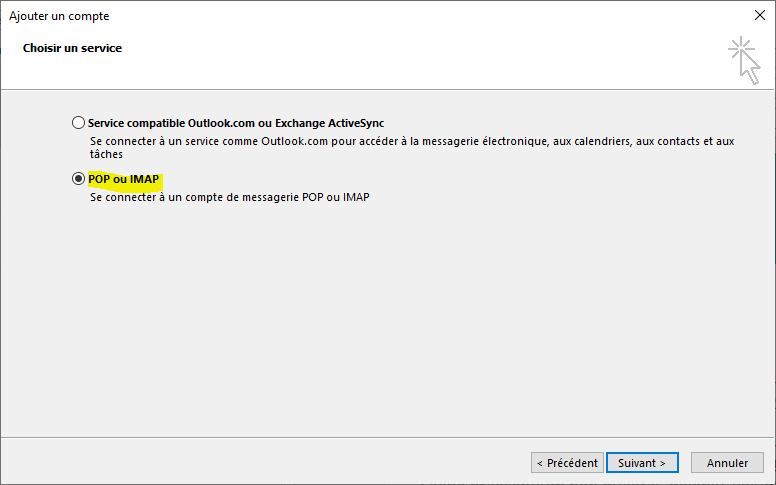 Ajouter un compte
Choisir un service
Service compatible Outlook.com ou Exchange ActiveSync
Se connecter à un service comme Outlook.com pour accéder à la messagerie électronique, aux calendriers, aux contacts et aux
tâches
POP ou IMAP
Se connecter à un compte de messagerie POP ou IMAP
< Précédent
Suivant >
Annuler